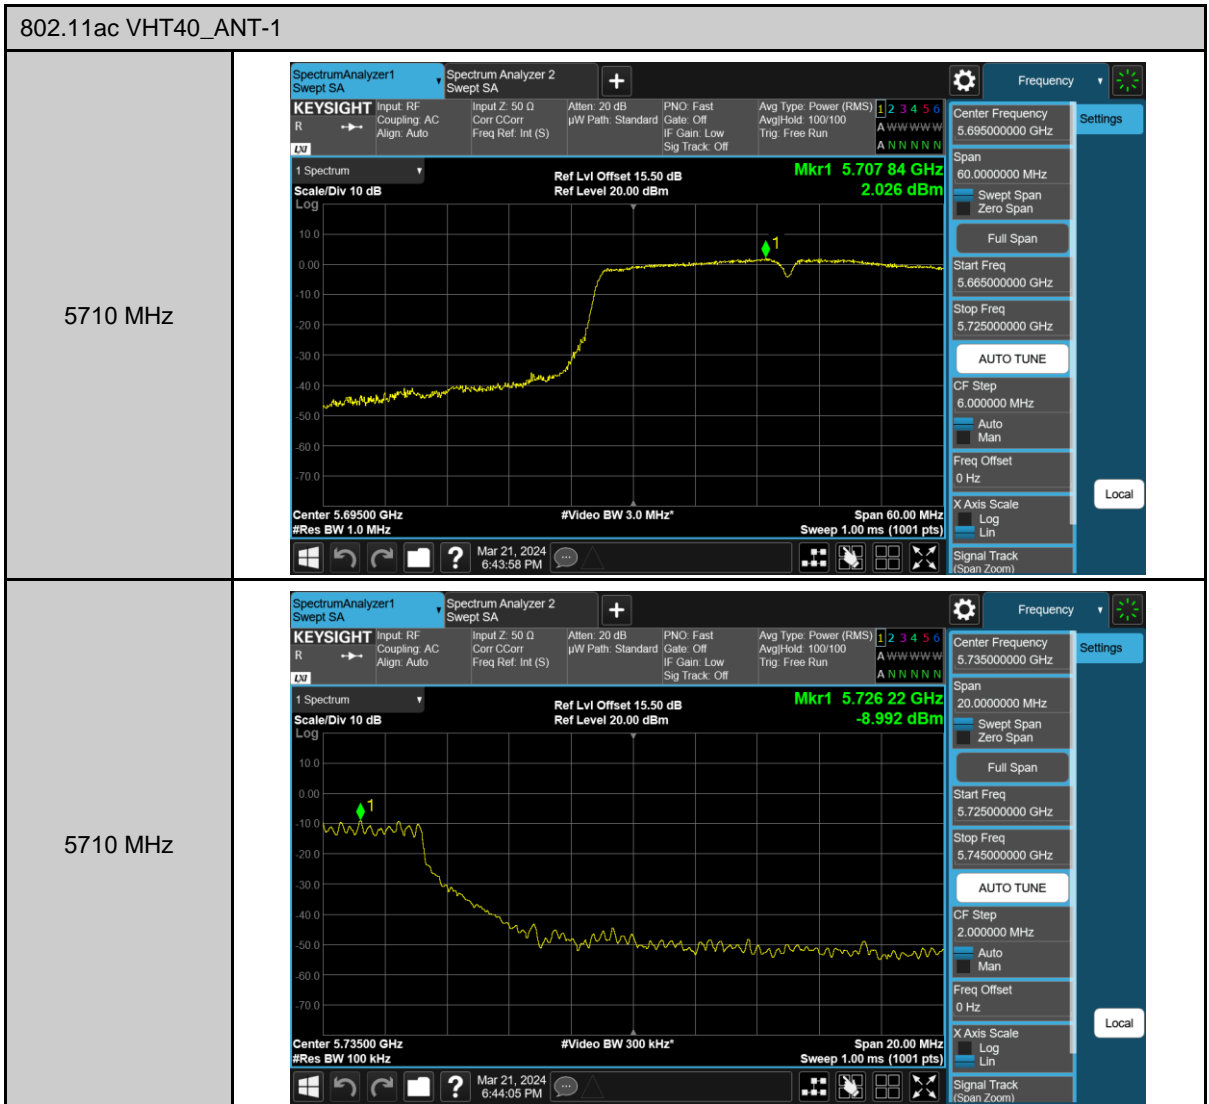 802.11ac VHT40_ANT-1
5710 MHz
SpectrumAnalyzer1
Swept SA
Spectrum Analyzer 2
Swept SA
+
Frequency
KEYSIGHT
R
LXI
Input: RF
Coupling: AC
Align: Auto
Input Z: 50 Ω
Corr CCorr
Freq Ref: Int (S)
Atten: 20 dB
µW Path: Standard
PNO: Fast
Gate: Off
IF Gain: Low
Sig Track: Off
Avg Type: Power (RMS)
Avg|Hold: 100/100
Trig: Free Run
1 2 3 4 5 6
A W W W W W
A N N N N N
1 Spectrum
Scale/Div 10 dB
Log
Ref Lvl Offset 15.50 dB
Ref Level 20.00 dBm
Mkr1 5.707 84 GHz
2.026 dBm
10.0
0.00
-10.0
-20.0
-30.0
-40.0
-50.0
-60.0
-70.0
1
Center 5.69500 GHz
#Res BW 1.0 MHz
#Video BW 3.0 MHz*
Span 60.00 MHz
Sweep 1.00 ms (1001 pts)
?
Mar 21, 2024
6:43:58 PM
Center Frequency
5.695000000 GHz
Span
60.0000000 MHz
Swept Span
Zero Span
Full Span
Start Freq
5.665000000 GHz
Stop Freq
5.725000000 GHz
AUTO TUNE
CF Step
6.000000 MHz
Auto
Man
Freq Offset
0 Hz
X Axis Scale
Log
Lin
Signal Track
(Span Zoom)
Settings
Local
5710 MHz
SpectrumAnalyzer1
Swept SA
Spectrum Analyzer 2
Swept SA
+
Frequency
KEYSIGHT
R
LXI
Input: RF
Coupling: AC
Align: Auto
Input Z: 50 Ω
Corr CCorr
Freq Ref: Int (S)
Atten: 20 dB
µW Path: Standard
PNO: Fast
Gate: Off
IF Gain: Low
Sig Track: Off
Avg Type: Power (RMS)
Avg|Hold: 100/100
Trig: Free Run
1 2 3 4 5 6
A W W W W W
A N N N N N
1 Spectrum
Scale/Div 10 dB
Log
Ref Lvl Offset 15.50 dB
Ref Level 20.00 dBm
Mkr1 5.726 22 GHz
-8.992 dBm
10.0
0.00
-10.0
-20.0
-30.0
-40.0
-50.0
-60.0
-70.0
1
Center 5.73500 GHz
#Res BW 100 kHz
#Video BW 300 kHz*
Span 20.00 MHz
Sweep 1.00 ms (1001 pts)
?
Mar 21, 2024
6:44:05 PM
Center Frequency
5.735000000 GHz
Span
20.0000000 MHz
Swept Span
Zero Span
Full Span
Start Freq
5.725000000 GHz
Stop Freq
5.745000000 GHz
AUTO TUNE
CF Step
2.000000 MHz
Auto
Man
Freq Offset
0 Hz
X Axis Scale
Log
Lin
Signal Track
(Span Zoom)
Settings
Local